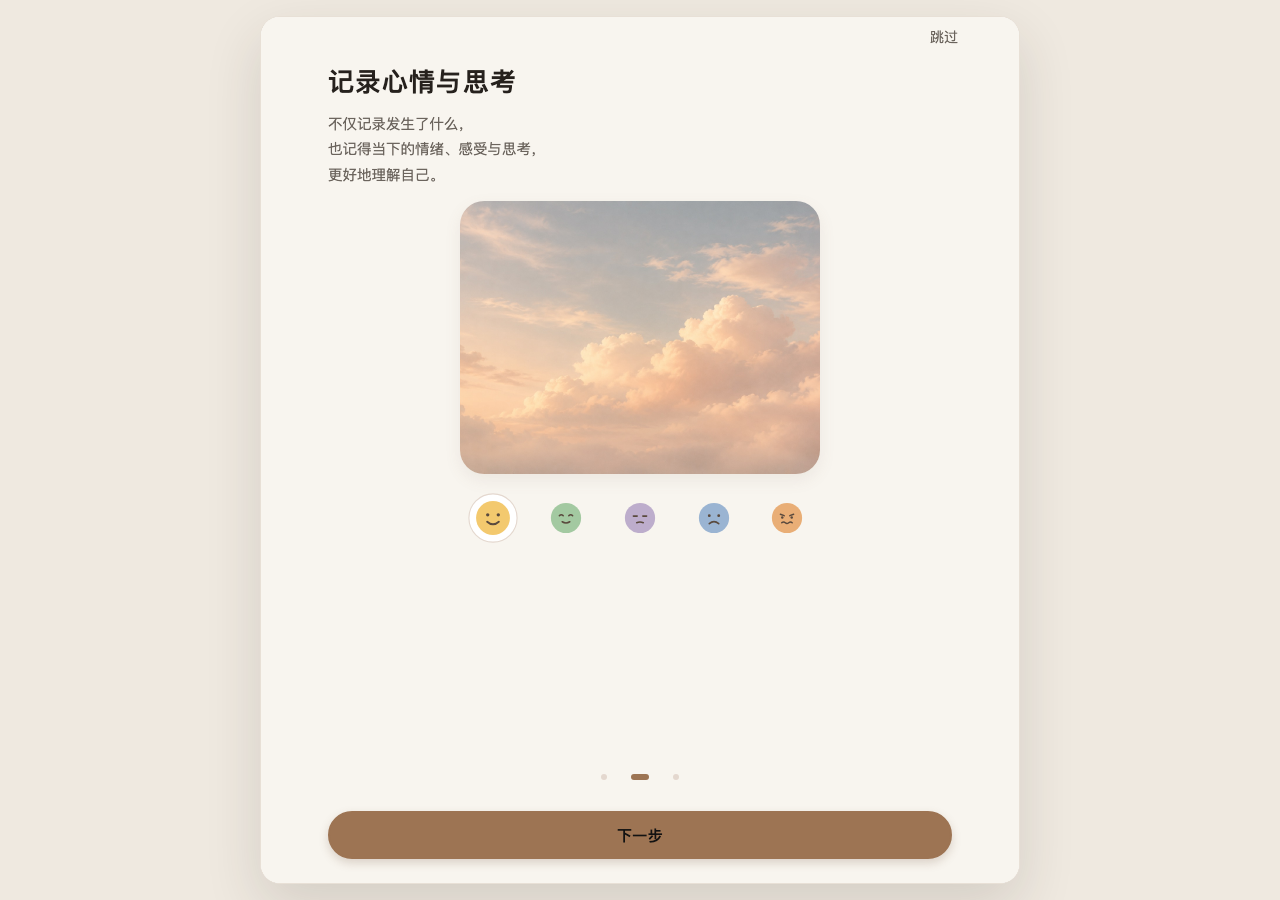 跳过
记录心情与思考
不仅记录发生了什么，
也记得当下的情绪、感受与思考，
更好地理解自己。
下一步